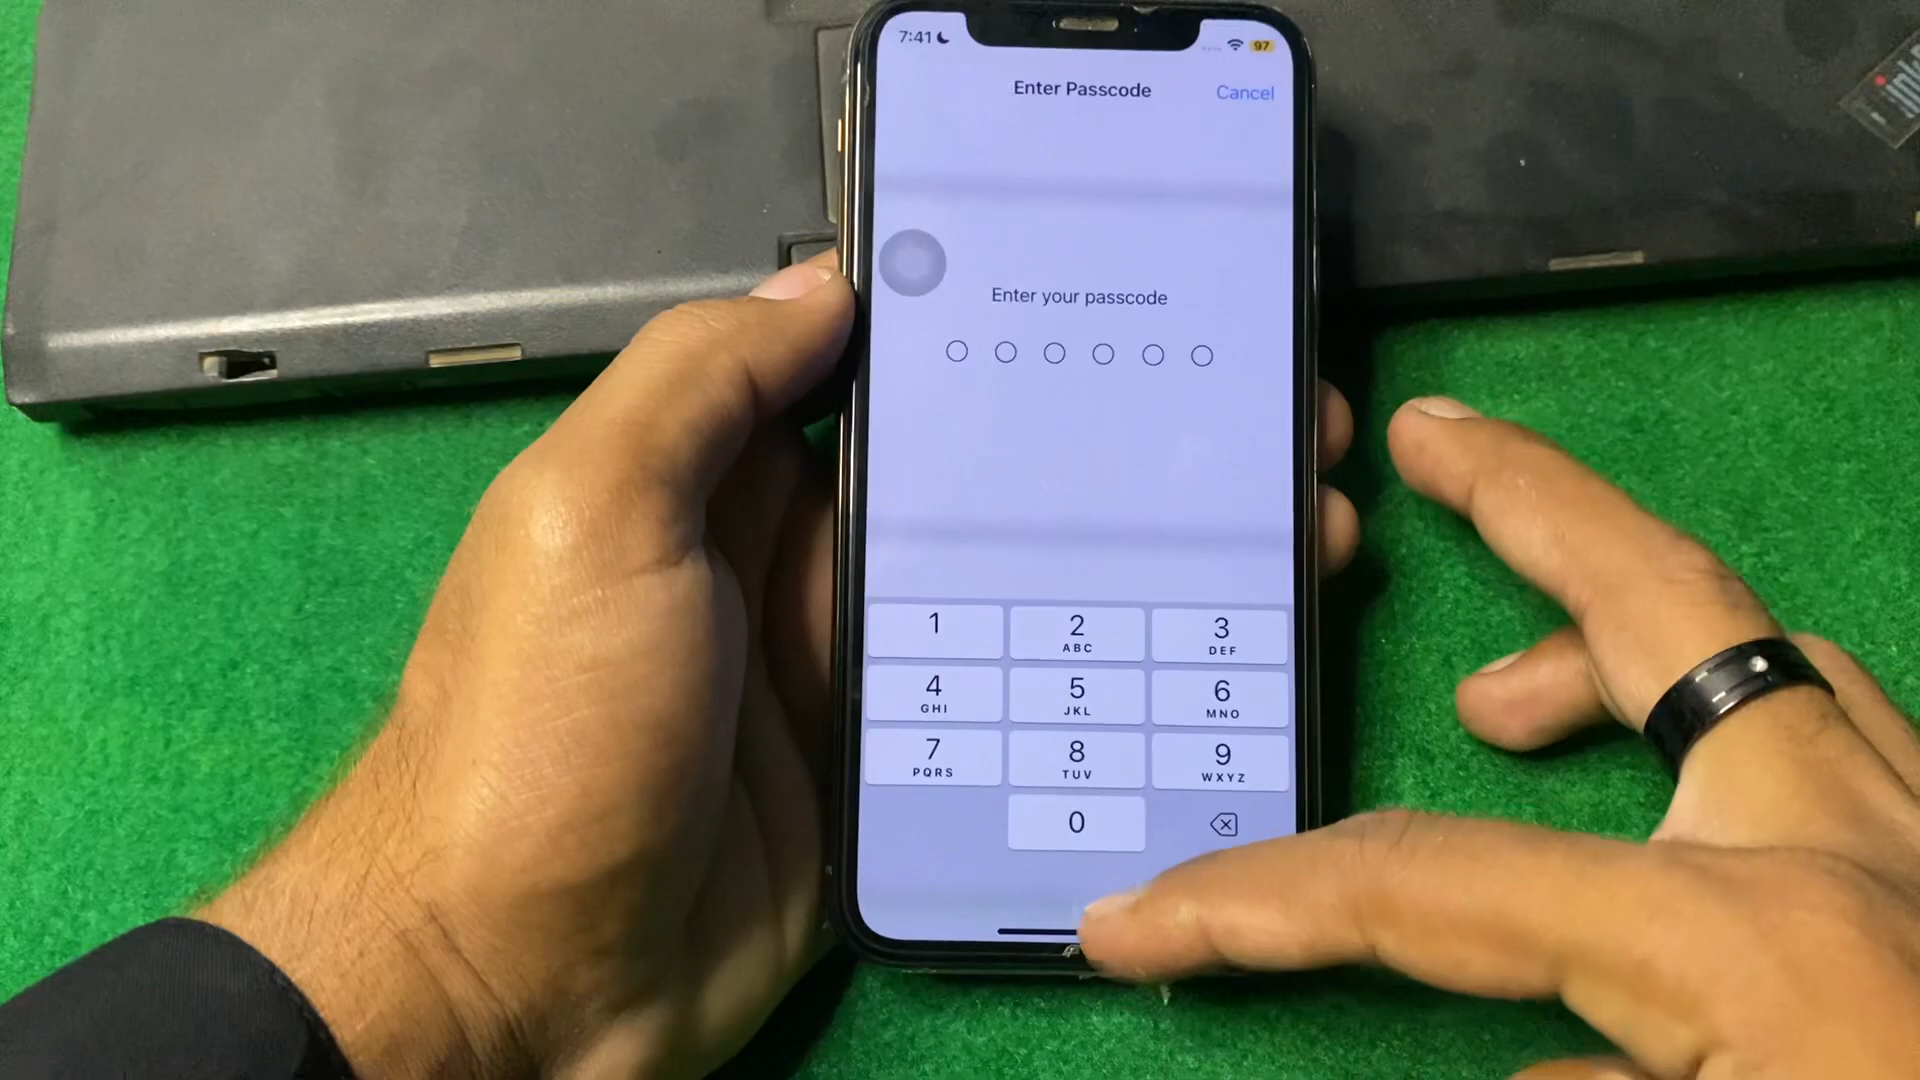 7:41
97
Enter Passcode
Cancel
Enter your passcode
1
2
ABC
3
DEF
4
GHI
5
JKL
6
MNO
7
PQRS
8
TUV
9
WXYZ
0